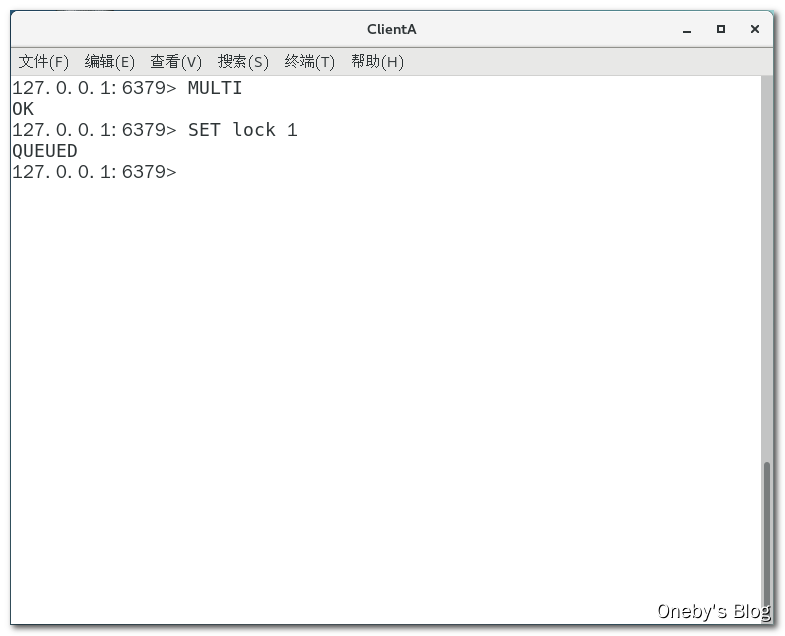 ClientA
文件(F) 编辑(E) 查看(V) 搜索(S) 终端(T) 帮助(H)
127.0.0.1:6379> MULTI
OK
127.0.0.1:6379> SET lock 1
QUEUED
127.0.0.1:6379>
Oneby's Blog